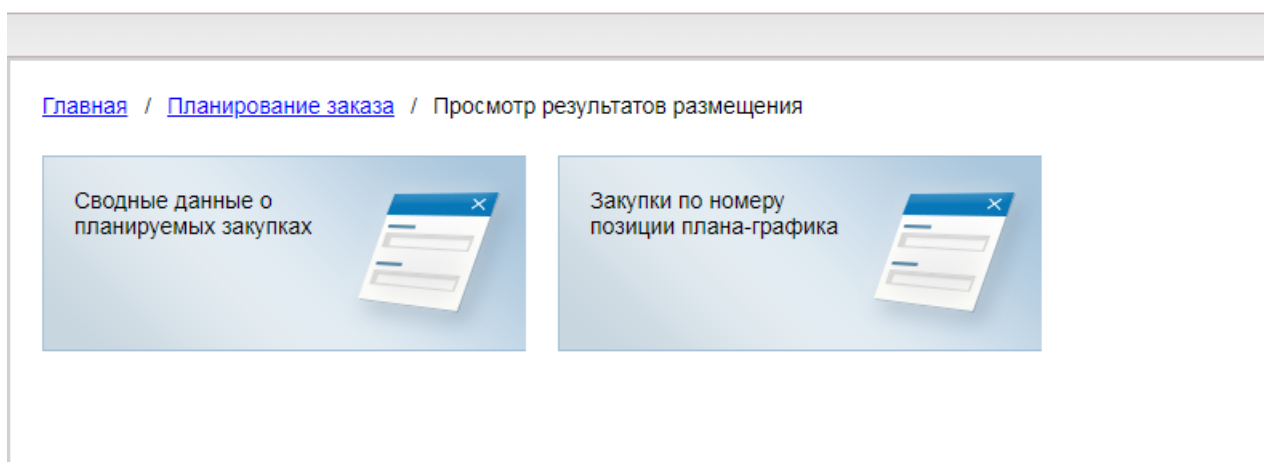 Главная / Планирование заказа / Просмотр результатов размещения
Сводные данные о
планируемых закупках
Закупки по номеру
позиции плана-графика